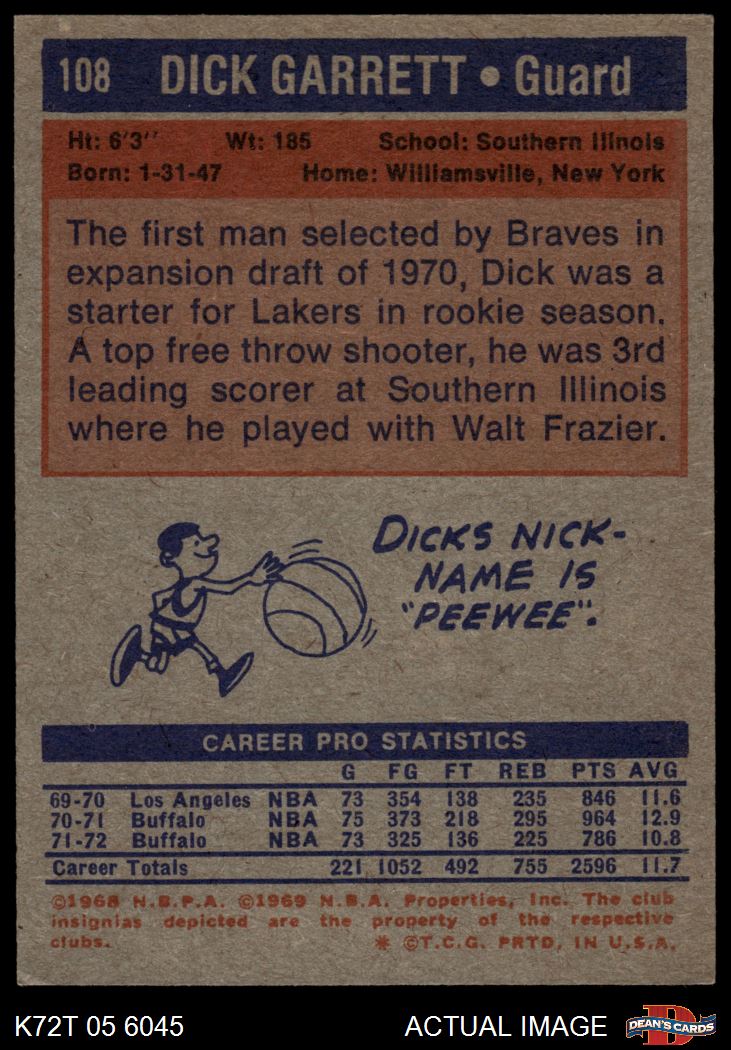 108 DICK GARRETT • Guard
Ht: 6'3" Wt: 185 School: Southern Illinois
Born: 1-31-47 Home: Williamsville, New York
The first man selected by Braves in
expansion draft of 1970, Dick was a
starter for Lakers in rookie season.
A top free throw shooter, he was 3rd
leading scorer at Southern Illinois
where he played with Walt Frazier.
DICKS NICK-
NAME IS
"PEEWEE".
CAREER PRO STATISTICS
G FG FT REB PTS AVG
69-70 Los Angeles NBA 73 354 138 235 846 11.6
70-71 Buffalo NBA 75 373 218 295 964 12.9
71-72 Buffalo NBA 73 325 136 225 786 10.8
Career Totals 221 1052 492 755 2596 11.7
©1968 N.B.P.A. ©1969 N.B.A. Properties, Inc. The club
insignias depicted are the property of the respective
clubs. * ©T.C.G. PRTD, IN U.S.A.
K72T 05 6045 ACTUAL IMAGE D DEAN'S CARDS